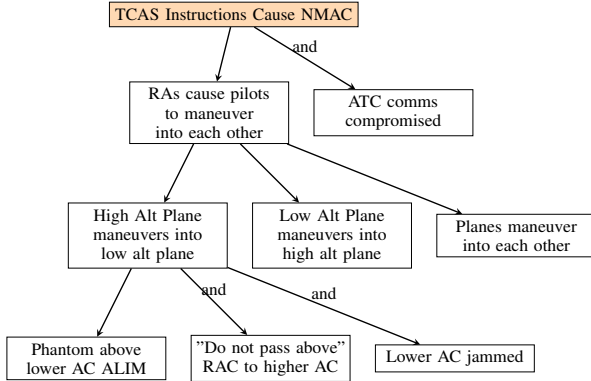 TCAS Instructions Cause NMAC
and
RAs cause pilots
to maneuver
into each other
ATC comms
compromised
High Alt Plane
maneuvers into
low alt plane
Low Alt Plane
maneuvers into
high alt plane
Planes maneuver
into each other
and
and
Phantom above
lower AC ALIM
”Do not pass above”
RAC to higher AC
Lower AC jammed